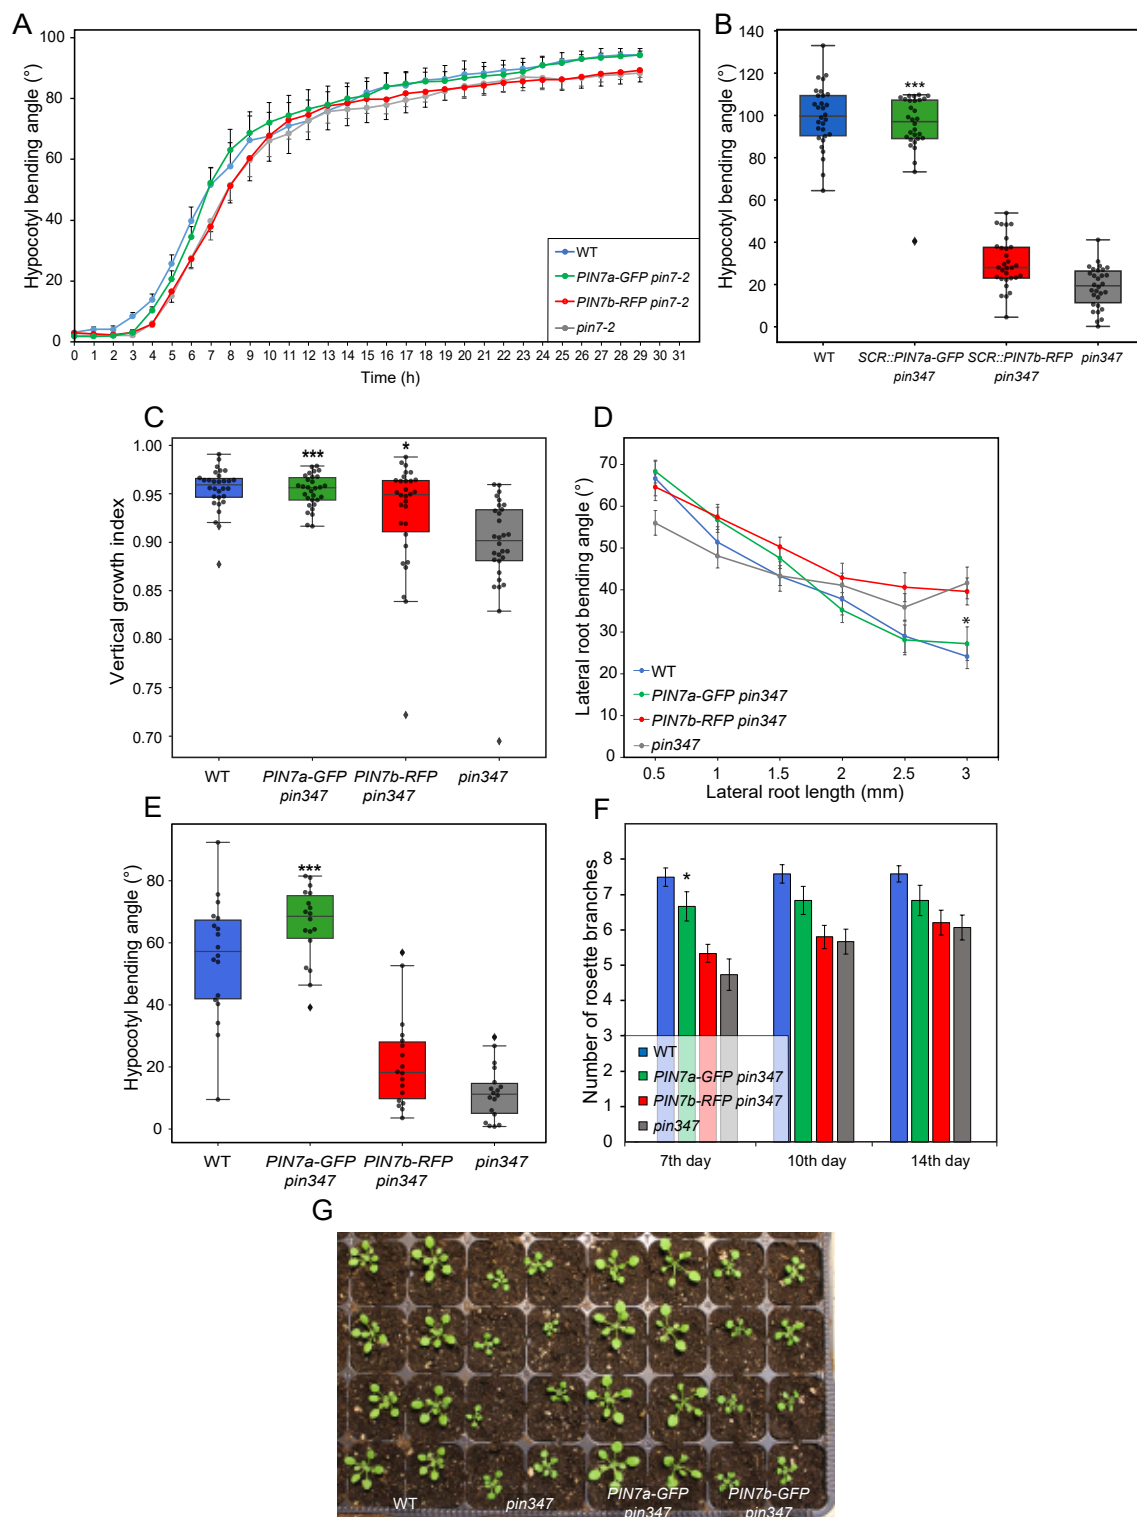 A
Hypocotyl bending angle (°)
100
80
60
40
20
0
0 1 2 3 4 5 6 7 8 9 10 11 12 13 14 15 16 17 18 19 20 21 22 23 24 25 26 27 28 29 30 31
Time (h)
WT
PIN7a-GFP pin7-2
PIN7b-RFP pin7-2
pin7-2
B
Hypocotyl bending angle (°)
140
120
100
80
60
40
20
0
***
WT
SCR::PIN7a-GFP
pin347
SCR::PIN7b-RFP
pin347
pin347
C
Vertical growth index
1.00
0.95
0.90
0.85
0.80
0.75
0.70
***
*
WT
PIN7a-GFP
pin347
PIN7b-RFP
pin347
pin347
D
Lateral root bending angle (°)
70
60
50
40
30
20
10
0
*
WT
PIN7a-GFP pin347
PIN7b-RFP pin347
pin347
0.5 1 1.5 2 2.5 3
Lateral root length (mm)
E
Hypocotyl bending angle (°)
80
60
40
20
0
***
WT
PIN7a-GFP
pin347
PIN7b-RFP
pin347
pin347
F
Number of rosette branches
8
7
6
5
4
3
2
1
0
*
WT
PIN7a-GFP pin347
PIN7b-RFP pin347
pin347
7th day 10th day 14th day
G
WT
pin347
PIN7a-GFP
pin347
PIN7b-GFP
pin347